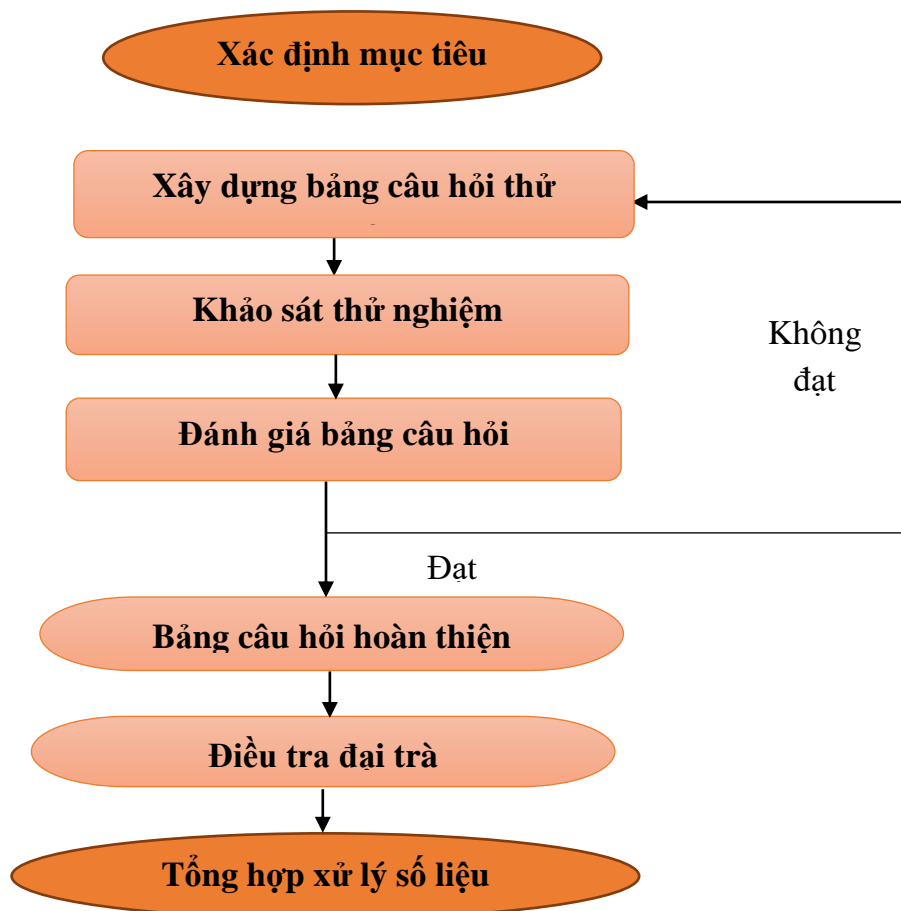 Xác định mục tiêu
Xây dựng bảng câu hỏi thử
Khảo sát thử nghiệm
Không
đạt
Đánh giá bảng câu hỏi
Đạt
Bảng câu hỏi hoàn thiện
Điều tra đại trà
Tổng hợp xử lý số liệu